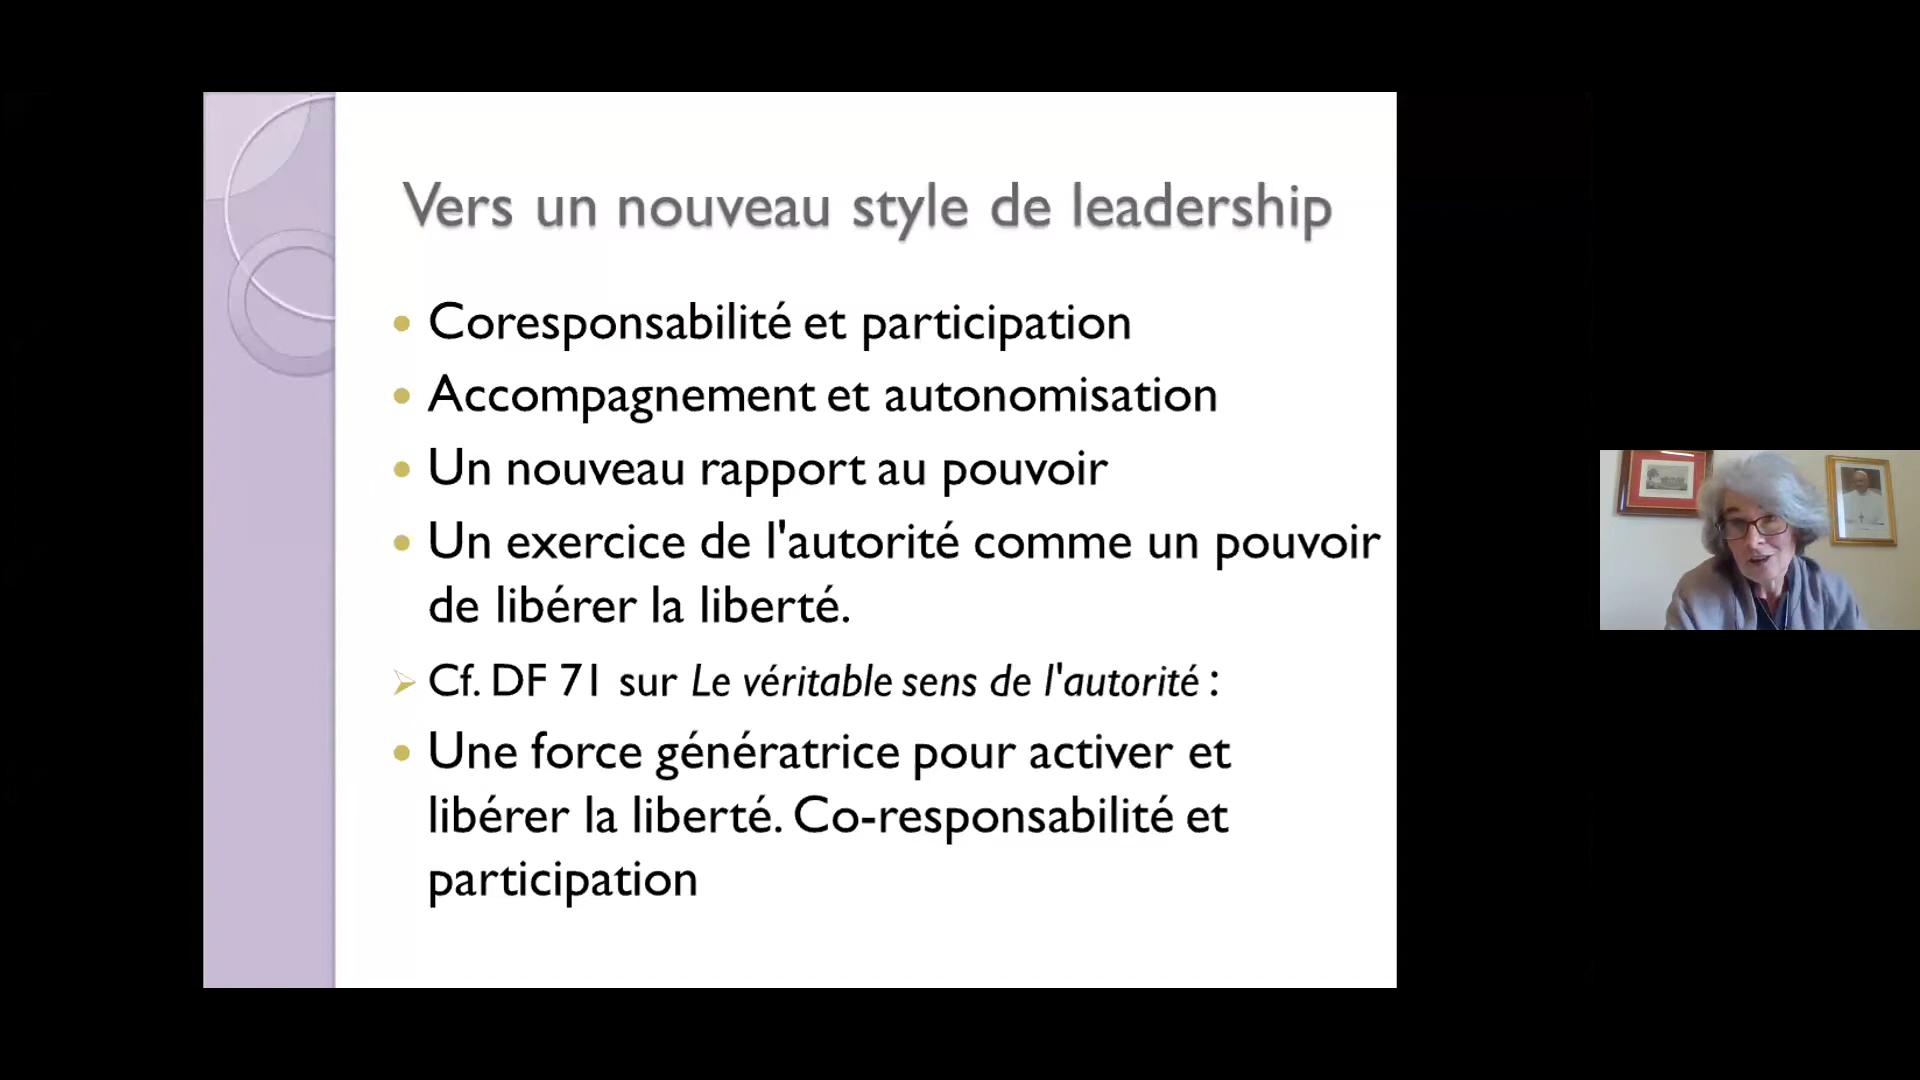 Vers un nouveau style de leadership
• Coresponsabilité et participation
• Accompagnement et autonomisation
• Un nouveau rapport au pouvoir
• Un exercice de l'autorité comme un pouvoir
de libérer la liberté.
➢ Cf. DF 71 sur Le véritable sens de l'autorité :
• Une force génératrice pour activer et
libérer la liberté. Co-responsabilité et
participation